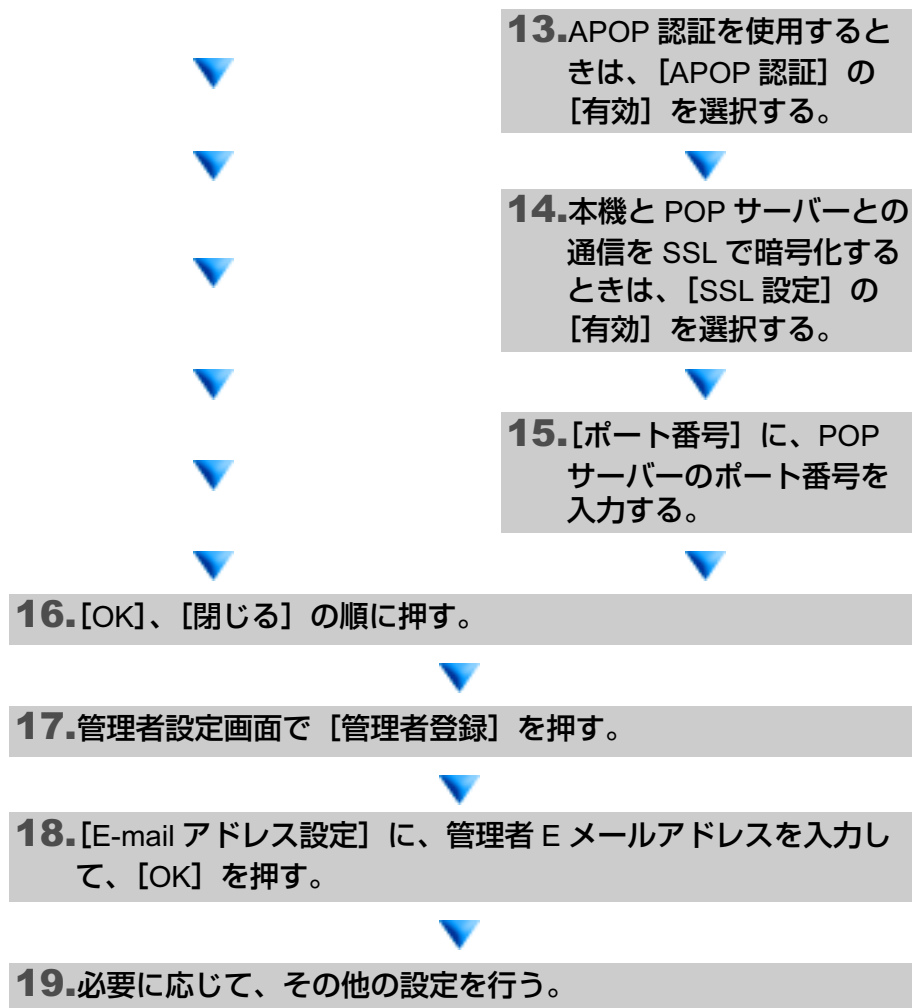 13.APOP 認証を使用すると
きは、［APOP 認証］の
［有効］を選択する。
14.本機と POP サーバーとの
通信を SSL で暗号化する
ときは、［SSL 設定］の
［有効］を選択する。
15.［ポート番号］に、POP
サーバーのポート番号を
入力する。
16.［OK］、［閉じる］の順に押す。
17.管理者設定画面で［管理者登録］を押す。
18.［E-mail アドレス設定］に、管理者 E メールアドレスを入力し
て、［OK］を押す。
19.必要に応じて、その他の設定を行う。